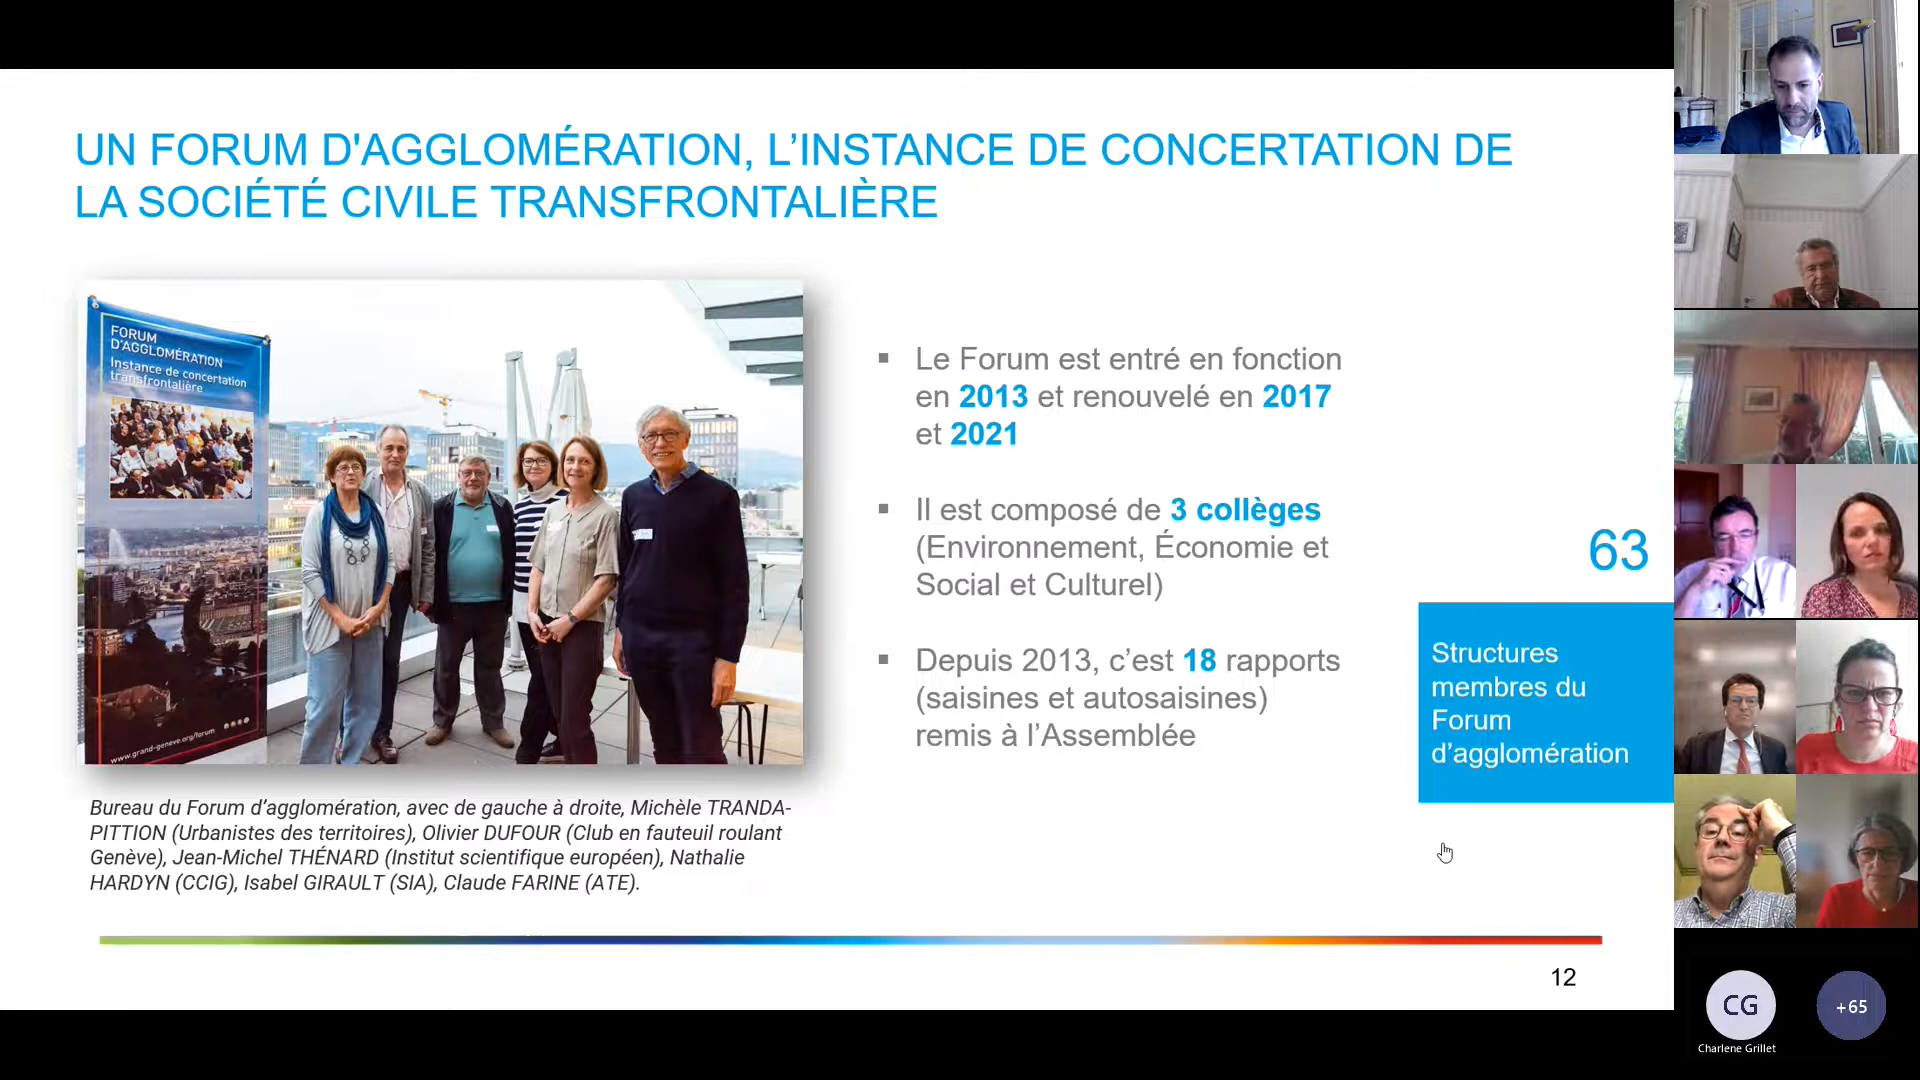 UN FORUM D'AGGLOMÉRATION, L’INSTANCE DE CONCERTATION DE
LA SOCIÉTÉ CIVILE TRANSFRONTALIÈRE
FORUM
D'AGGLOMÉRATION
Instance de concertation
transfrontalière
www.grand-geneve.org/forum
Bureau du Forum d’agglomération, avec de gauche à droite, Michèle TRANDA-
PITTION (Urbanistes des territoires), Olivier DUFOUR (Club en fauteuil roulant
Genève), Jean-Michel THÉNARD (Institut scientifique européen), Nathalie
HARDYN (CCIG), Isabel GIRAULT (SIA), Claude FARINE (ATE).
▪ Le Forum est entré en fonction
en 2013 et renouvelé en 2017
et 2021
▪ Il est composé de 3 collèges
(Environnement, Économie et
Social et Culturel)
▪ Depuis 2013, c’est 18 rapports
(saisines et autosaisines)
remis à l’Assemblée
63
Structures
membres du
Forum
d’agglomération
12
CG
Charlene Grillet
+65